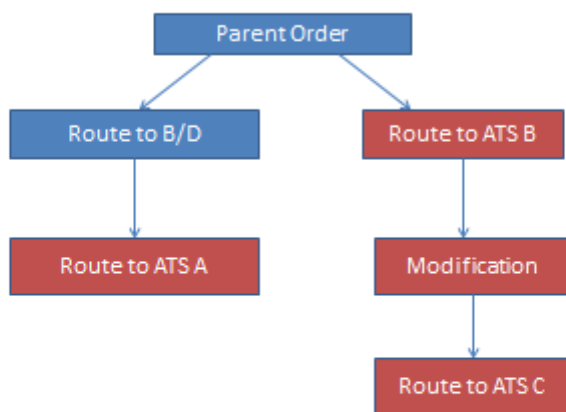 Parent Order
Route to B/D
Route to ATS B
Route to ATS A
Modification
Route to ATS C